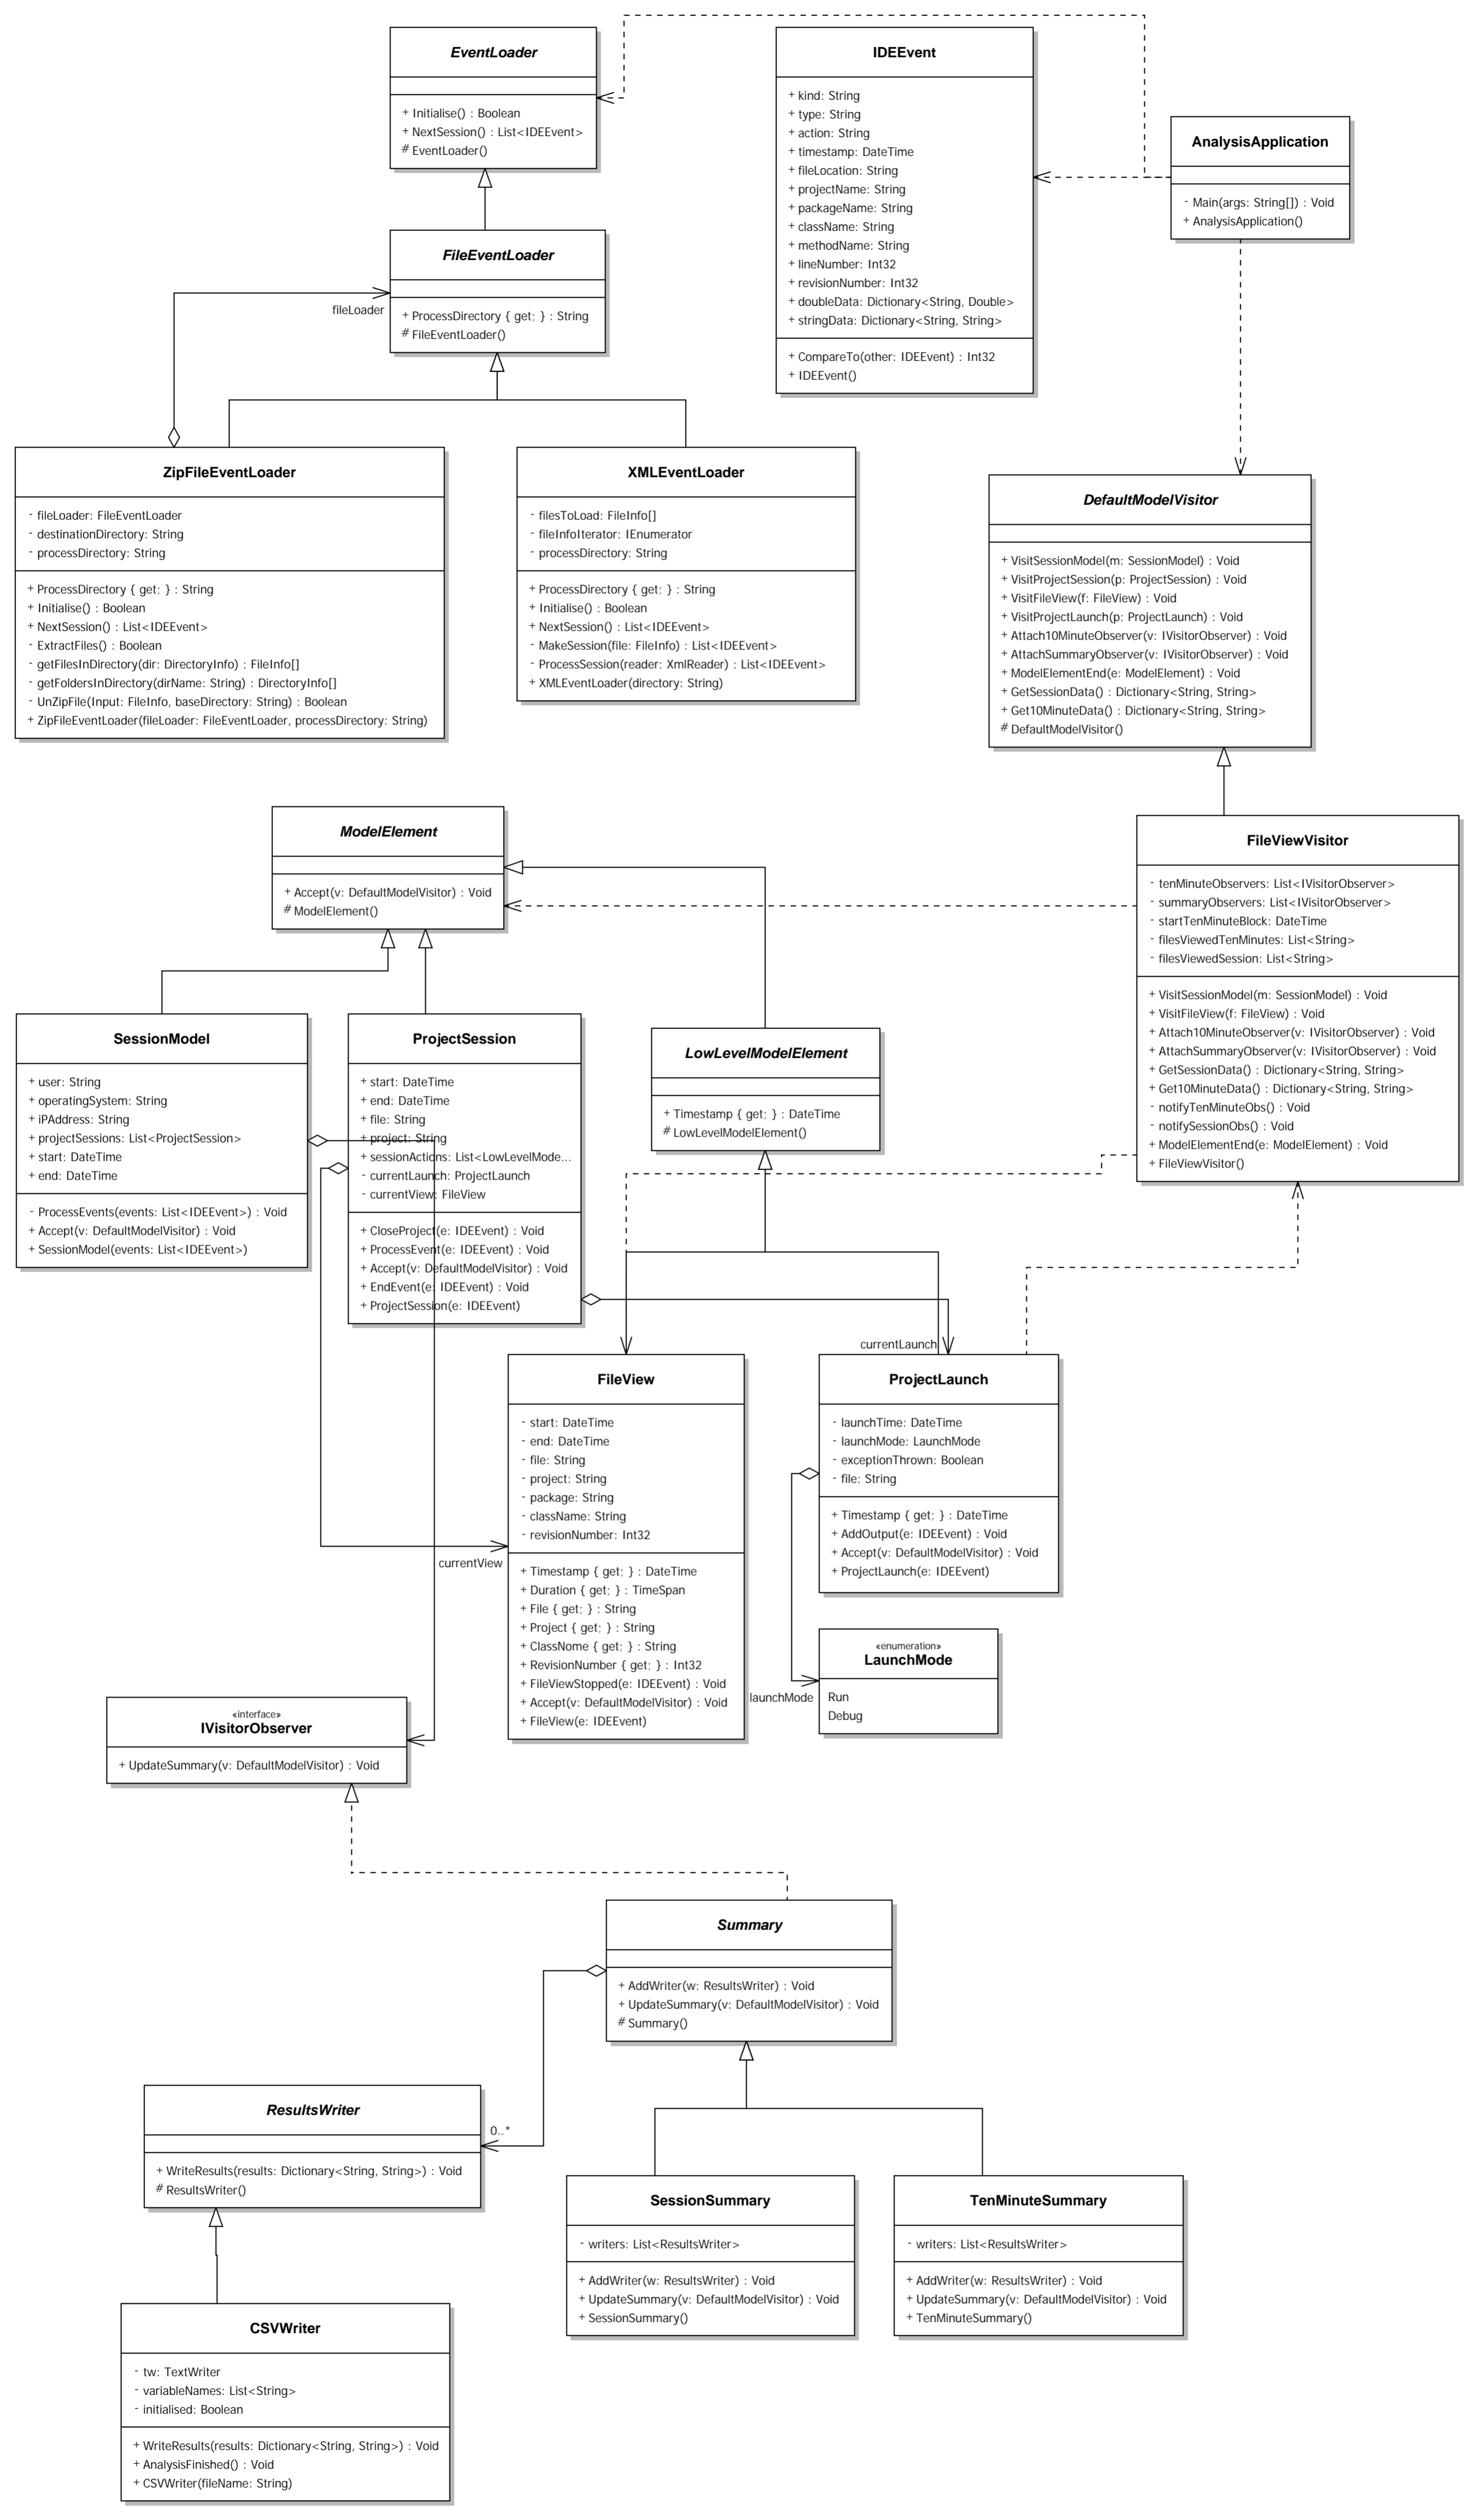 EventLoader
+ Initialise() : Boolean
+ NextSession() : List<IDEEvent>
# EventLoader()
IDEEvent
+ kind: String
+ type: String
+ action: String
+ timestamp: DateTime
+ fileLocation: String
+ projectName: String
+ packageName: String
+ className: String
+ methodName: String
+ lineNumber: Int32
+ revisionNumber: Int32
+ doubleData: Dictionary<String, Double>
+ stringData: Dictionary<String, String>
+ CompareTo(other: IDEEvent) : Int32
+ IDEEvent()
AnalysisApplication
- Main(args: String[]) : Void
+ AnalysisApplication()
FileEventLoader
+ ProcessDirectory { get; } : String
# FileEventLoader()
fileLoader
ZipFileEventLoader
- fileLoader: FileEventLoader
- destinationDirectory: String
- processDirectory: String
+ ProcessDirectory { get; } : String
+ Initialise() : Boolean
+ NextSession() : List<IDEEvent>
- ExtractFiles() : Boolean
- getFilesInDirectory(dir: DirectoryInfo) : FileInfo[]
- getFoldersInDirectory(dirName: String) : DirectoryInfo[]
- UnZipFile(Input: FileInfo, baseDirectory: String) : Boolean
+ ZipFileEventLoader(fileLoader: FileEventLoader, processDirectory: String)
XMLEventLoader
- filesToLoad: FileInfo[]
- fileInfoIterator: IEnumerator
- processDirectory: String
+ ProcessDirectory { get; } : String
+ Initialise() : Boolean
+ NextSession() : List<IDEEvent>
- MakeSession(file: FileInfo) : List<IDEEvent>
- ProcessSession(reader: XmlReader) : List<IDEEvent>
+ XMLEventLoader(directory: String)
DefaultModelVisitor
+ VisitSessionModel(m: SessionModel) : Void
+ VisitProjectSession(p: ProjectSession) : Void
+ VisitFileView(f: FileView) : Void
+ VisitProjectLaunch(p: ProjectLaunch) : Void
+ Attach10MinuteObserver(v: IVisitorObserver) : Void
+ AttachSummaryObserver(v: IVisitorObserver) : Void
+ ModelElementEnd(e: ModelElement) : Void
+ GetSessionData() : Dictionary<String, String>
+ Get10MinuteData() : Dictionary<String, String>
# DefaultModelVisitor()
ModelElement
+ Accept(v: DefaultModelVisitor) : Void
# ModelElement()
FileViewVisitor
- tenMinuteObservers: List<IVisitorObserver>
- summaryObservers: List<IVisitorObserver>
- startTenMinuteBlock: DateTime
- filesViewedTenMinutes: List<String>
- filesViewedSession: List<String>
+ VisitSessionModel(m: SessionModel) : Void
+ VisitFileView(f: FileView) : Void
+ Attach10MinuteObserver(v: IVisitorObserver) : Void
+ AttachSummaryObserver(v: IVisitorObserver) : Void
+ GetSessionData() : Dictionary<String, String>
+ Get10MinuteData() : Dictionary<String, String>
- notifyTenMinuteObs() : Void
- notifySessionObs() : Void
+ ModelElementEnd(e: ModelElement) : Void
+ FileViewVisitor()
SessionModel
+ user: String
+ operatingSystem: String
+ iPAddress: String
+ projectSessions: List<ProjectSession>
+ start: DateTime
+ end: DateTime
- ProcessEvents(events: List<IDEEvent>) : Void
+ Accept(v: DefaultModelVisitor) : Void
+ SessionModel(events: List<IDEEvent>)
ProjectSession
+ start: DateTime
+ end: DateTime
+ file: String
+ project: String
+ sessionActions: List<LowLevelMode...
- currentLaunch: ProjectLaunch
- currentView: FileView
+ CloseProject(e: IDEEvent) : Void
+ ProcessEvent(e: IDEEvent) : Void
+ Accept(v: DefaultModelVisitor) : Void
+ EndEvent(e: IDEEvent) : Void
+ ProjectSession(e: IDEEvent)
LowLevelModelElement
+ Timestamp { get; } : DateTime
# LowLevelModelElement()
currentLaunch
FileView
- start: DateTime
- end: DateTime
- file: String
- project: String
- package: String
- className: String
- revisionNumber: Int32
+ Timestamp { get; } : DateTime
+ Duration { get; } : TimeSpan
+ File { get; } : String
+ Project { get; } : String
+ ClassNome { get; } : String
+ RevisionNumber { get; } : Int32
+ FileViewStopped(e: IDEEvent) : Void
+ Accept(v: DefaultModelVisitor) : Void
+ FileView(e: IDEEvent)
currentView
ProjectLaunch
- launchTime: DateTime
- launchMode: LaunchMode
- exceptionThrown: Boolean
- file: String
+ Timestamp { get; } : DateTime
+ AddOutput(e: IDEEvent) : Void
+ Accept(v: DefaultModelVisitor) : Void
+ ProjectLaunch(e: IDEEvent)
«enumeration»
LaunchMode
Run
Debug
launchMode
«interface»
IVisitorObserver
+ UpdateSummary(v: DefaultModelVisitor) : Void
Summary
+ AddWriter(w: ResultsWriter) : Void
+ UpdateSummary(v: DefaultModelVisitor) : Void
# Summary()
ResultsWriter
+ WriteResults(results: Dictionary<String, String>) : Void
# ResultsWriter()
0..*
SessionSummary
- writers: List<ResultsWriter>
+ AddWriter(w: ResultsWriter) : Void
+ UpdateSummary(v: DefaultModelVisitor) : Void
+ SessionSummary()
TenMinuteSummary
- writers: List<ResultsWriter>
+ AddWriter(w: ResultsWriter) : Void
+ UpdateSummary(v: DefaultModelVisitor) : Void
+ TenMinuteSummary()
CSVWriter
- tw: TextWriter
- variableNames: List<String>
- initialised: Boolean
+ WriteResults(results: Dictionary<String, String>) : Void
+ AnalysisFinished() : Void
+ CSVWriter(fileName: String)